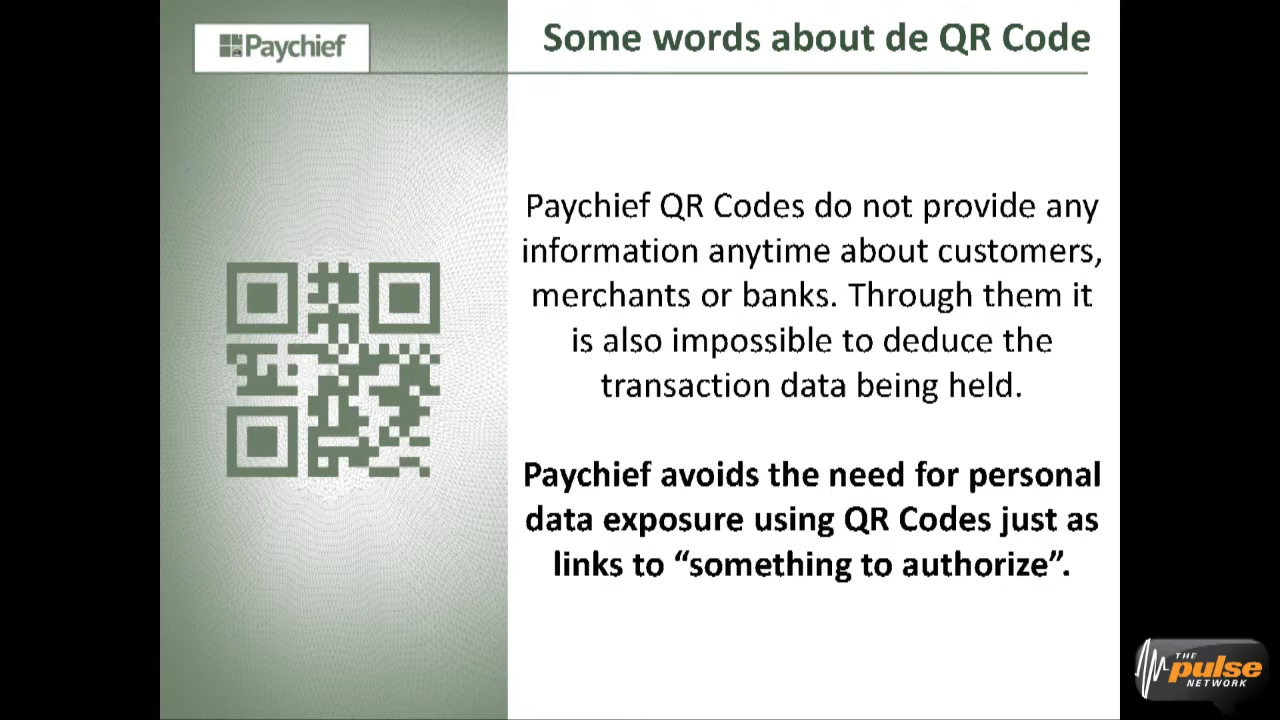 Paychief
Some words about de QR Code
Paychief QR Codes do not provide any
information anytime about customers,
merchants or banks. Through them it
is also impossible to deduce the
transaction data being held.
Paychief avoids the need for personal
data exposure using QR Codes just as
links to “something to authorize”.
THE
pulse
NETWORK